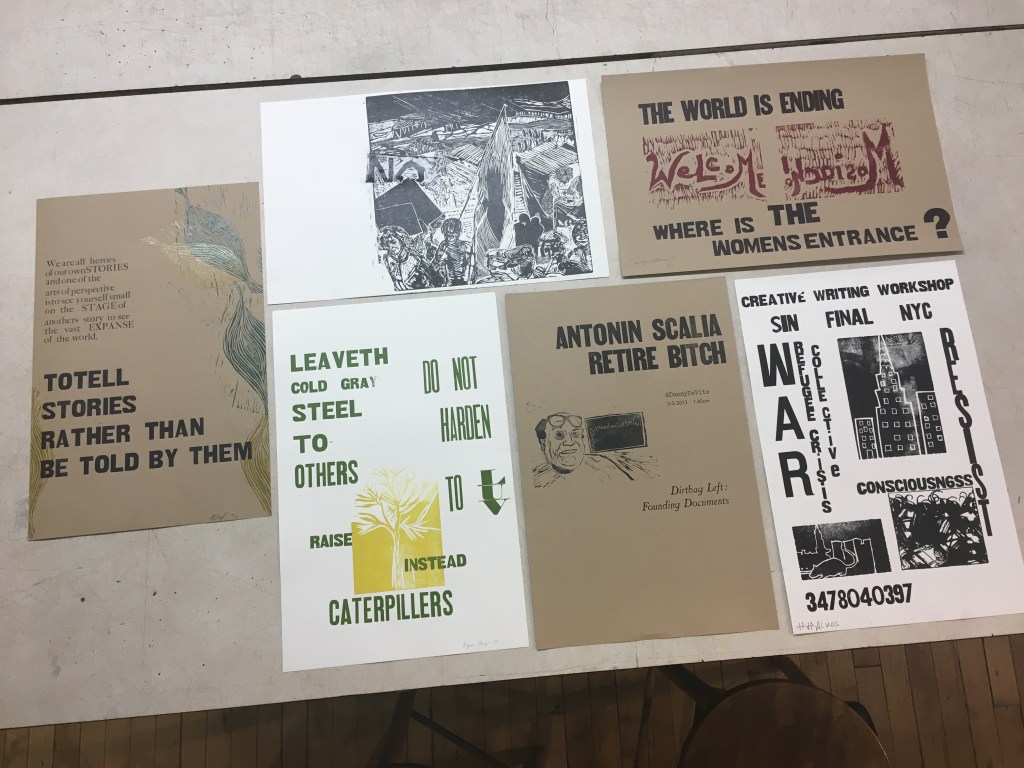 We are all heroes
of our own STORIES
and one of the
arts of perspective
is to see yourself small
on the STAGE of
anothers story to see
the vast EXPANSE
of the world.
TOTELL
STORIES
RATHER THAN
BE TOLD BY THEM
NO
THE WORLD IS ENDING
WELCOME
WHERE IS THE
WOMENS ENTRANCE ?
LEAVETH
COLD GRAY
STEEL
TO
OTHERS
DO NOT
HARDEN
TO t
RAISE
INSTEAD
CATERPILLERS
ANTONIN SCALIA
RETIRE BITCH
@DannyDeVito
Dirtbag Left:
Founding Documents
CREATIVE WRITING WORKSHOP
SIN FINAL NYC
WAR
REFUGEE CRISIS
COLLECTIVE
RESIST
CONSCIOUSNGSS
3478040397